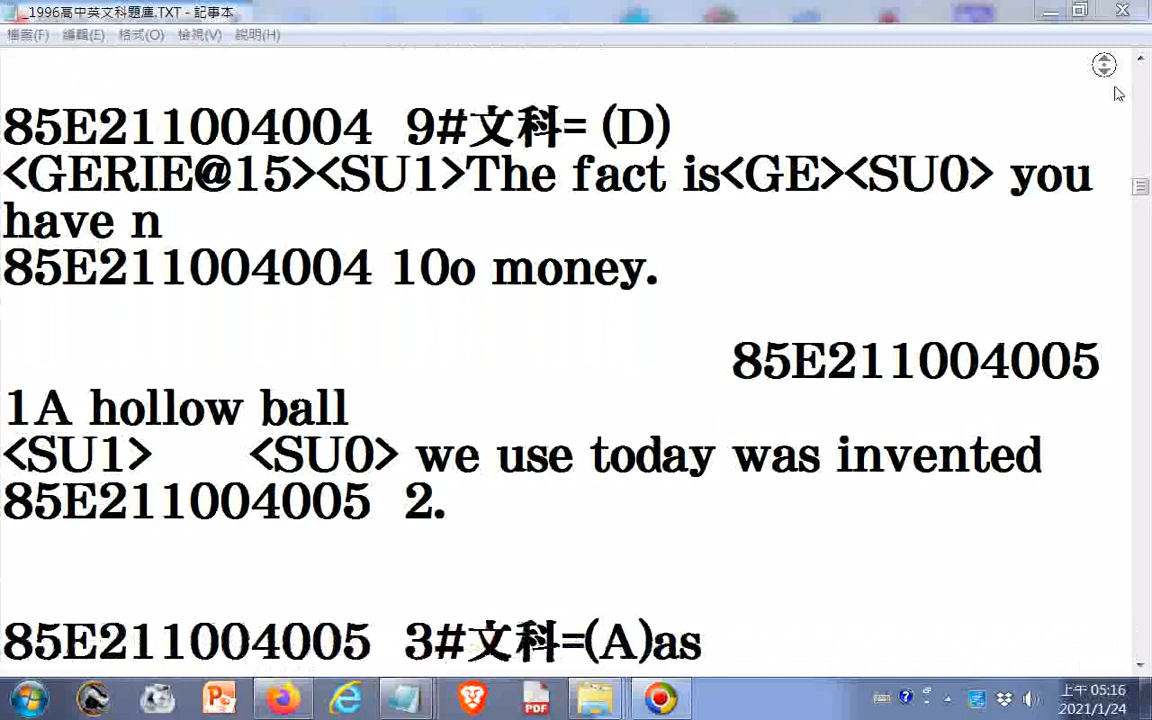 _1996高中英文科題庫.TXT - 記事本
檔案(F) 編輯(E) 格式(O) 檢視(V) 說明(H)
85E211004004 9#文科= (D)
<GERIE@15><SU1>The fact is<GE><SU0> you
have n
85E211004004 10o money.
85E211004005
1A hollow ball
<SU1> <SU0> we use today was invented
85E211004005 2.
85E211004005 3#文科=(A)as
PDF
上午 05:16
2021/1/24